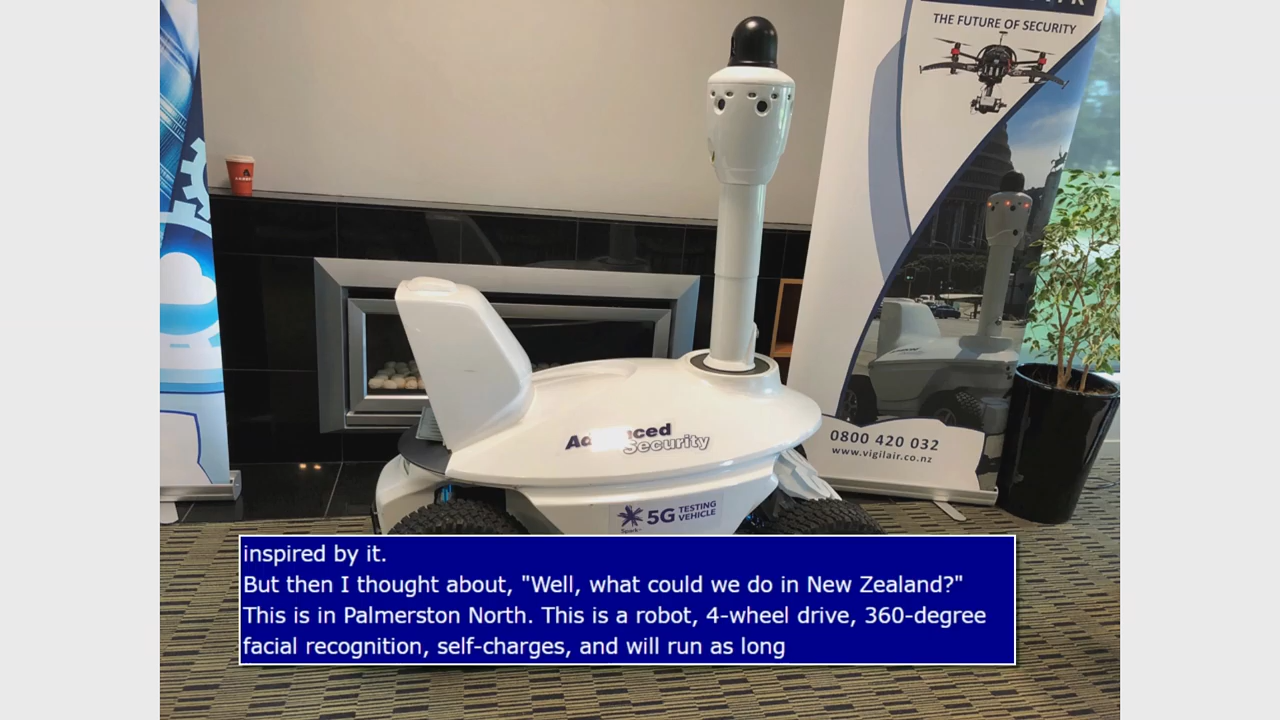 THE FUTURE OF SECURITY
Security
5G TESTING
VEHICLE
0800 420 032
www.vigilair.co.nz
inspired by it.
But then I thought about, "Well, what could we do in New Zealand?"
This is in Palmerston North. This is a robot, 4-wheel drive, 360-degree
facial recognition, self-charges, and will run as long